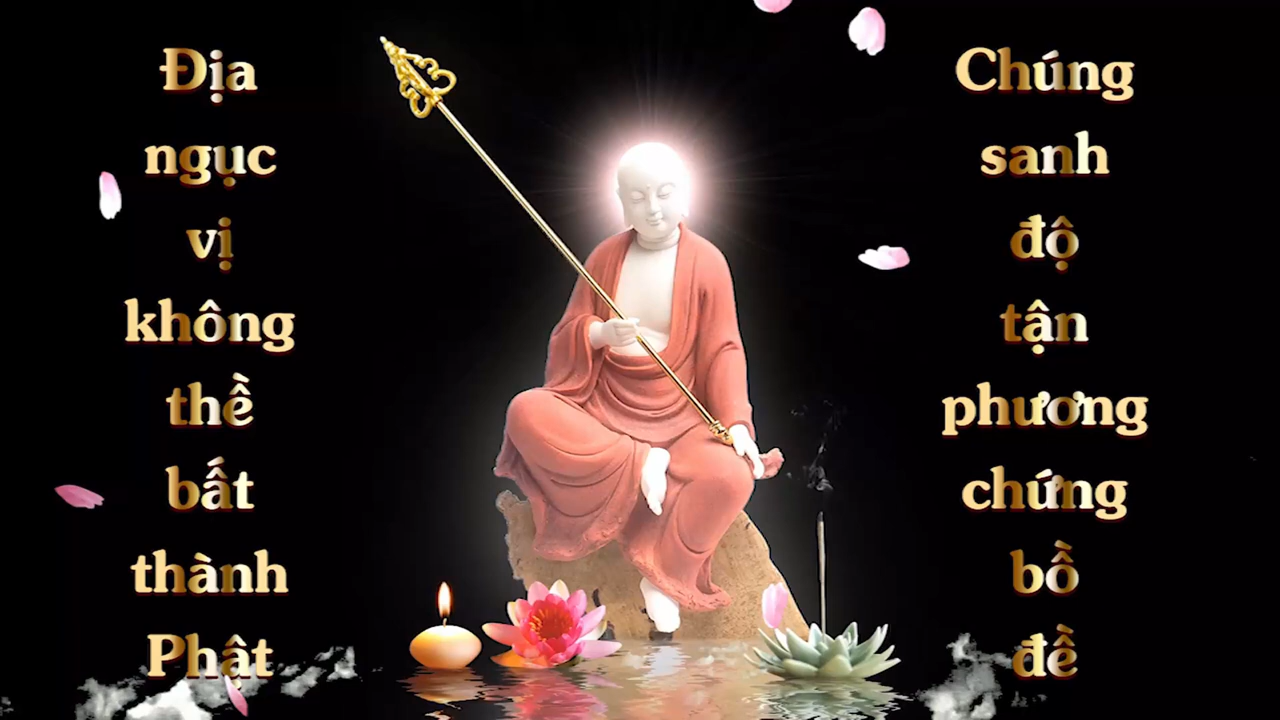 Địa
ngục
vị
không
thề
bất
thành
Phật
Chúng
sanh
độ
tận
phương
chứng
bồ
đề